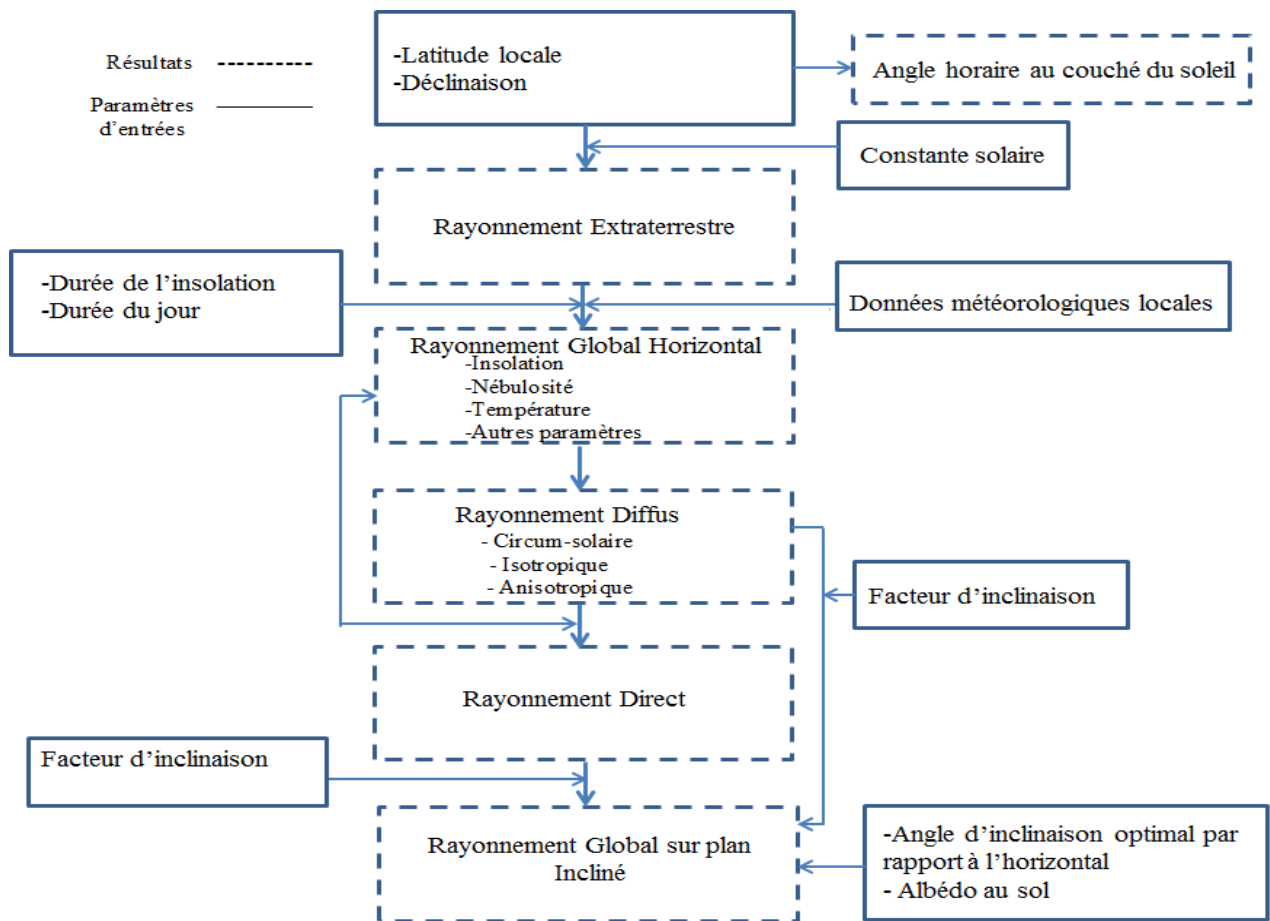 Résultats
Paramètres
d'entrées
-Latitude locale
-Déclinaison
Angle horaire au couché du soleil
Constante solaire
Rayonnement Extraterrestre
-Durée de l'insolation
-Durée du jour
Données météorologiques locales
Rayonnement Global Horizontal
-Insolation
-Nébulosité
-Température
-Autres paramètres
Rayonnement Diffus
- Circum-solaire
- Isotropique
- Anisotropique
Facteur d'inclinaison
Rayonnement Direct
Facteur d'inclinaison
Rayonnement Global sur plan
Incliné
-Angle d'inclinaison optimal par
rapport à l'horizontal
- Albédo au sol